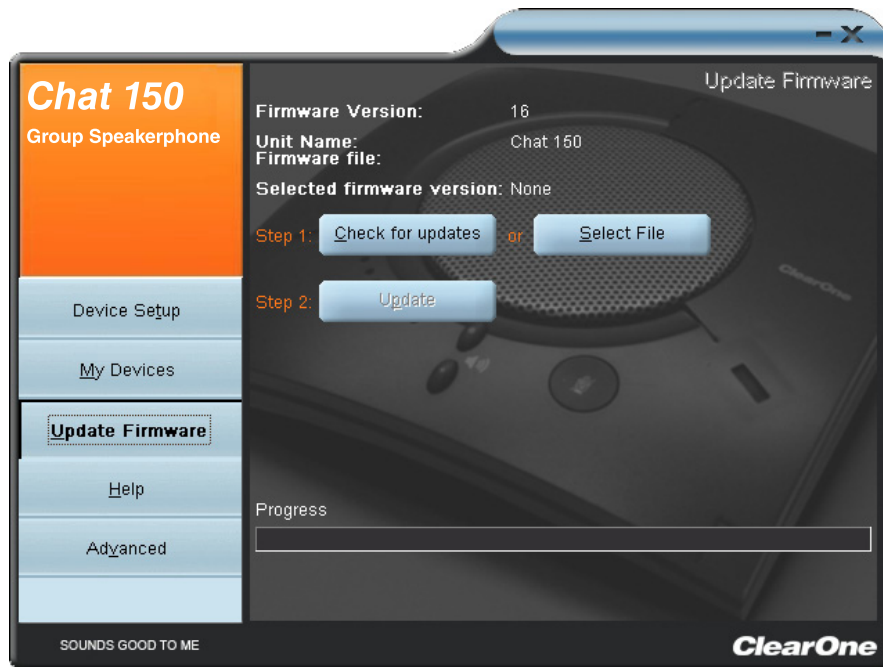 Update Firmware
Chat 150
Group Speakerphone
Firmware Version: 16
Unit Name: Chat 150
Firmware file:
Selected firmware version: None
Step 1: Check for updates or Select File
Step 2: Update
ClearOne
Device Setup
My Devices
Update Firmware
Help
Advanced
Progress
SOUNDS GOOD TO ME
ClearOne